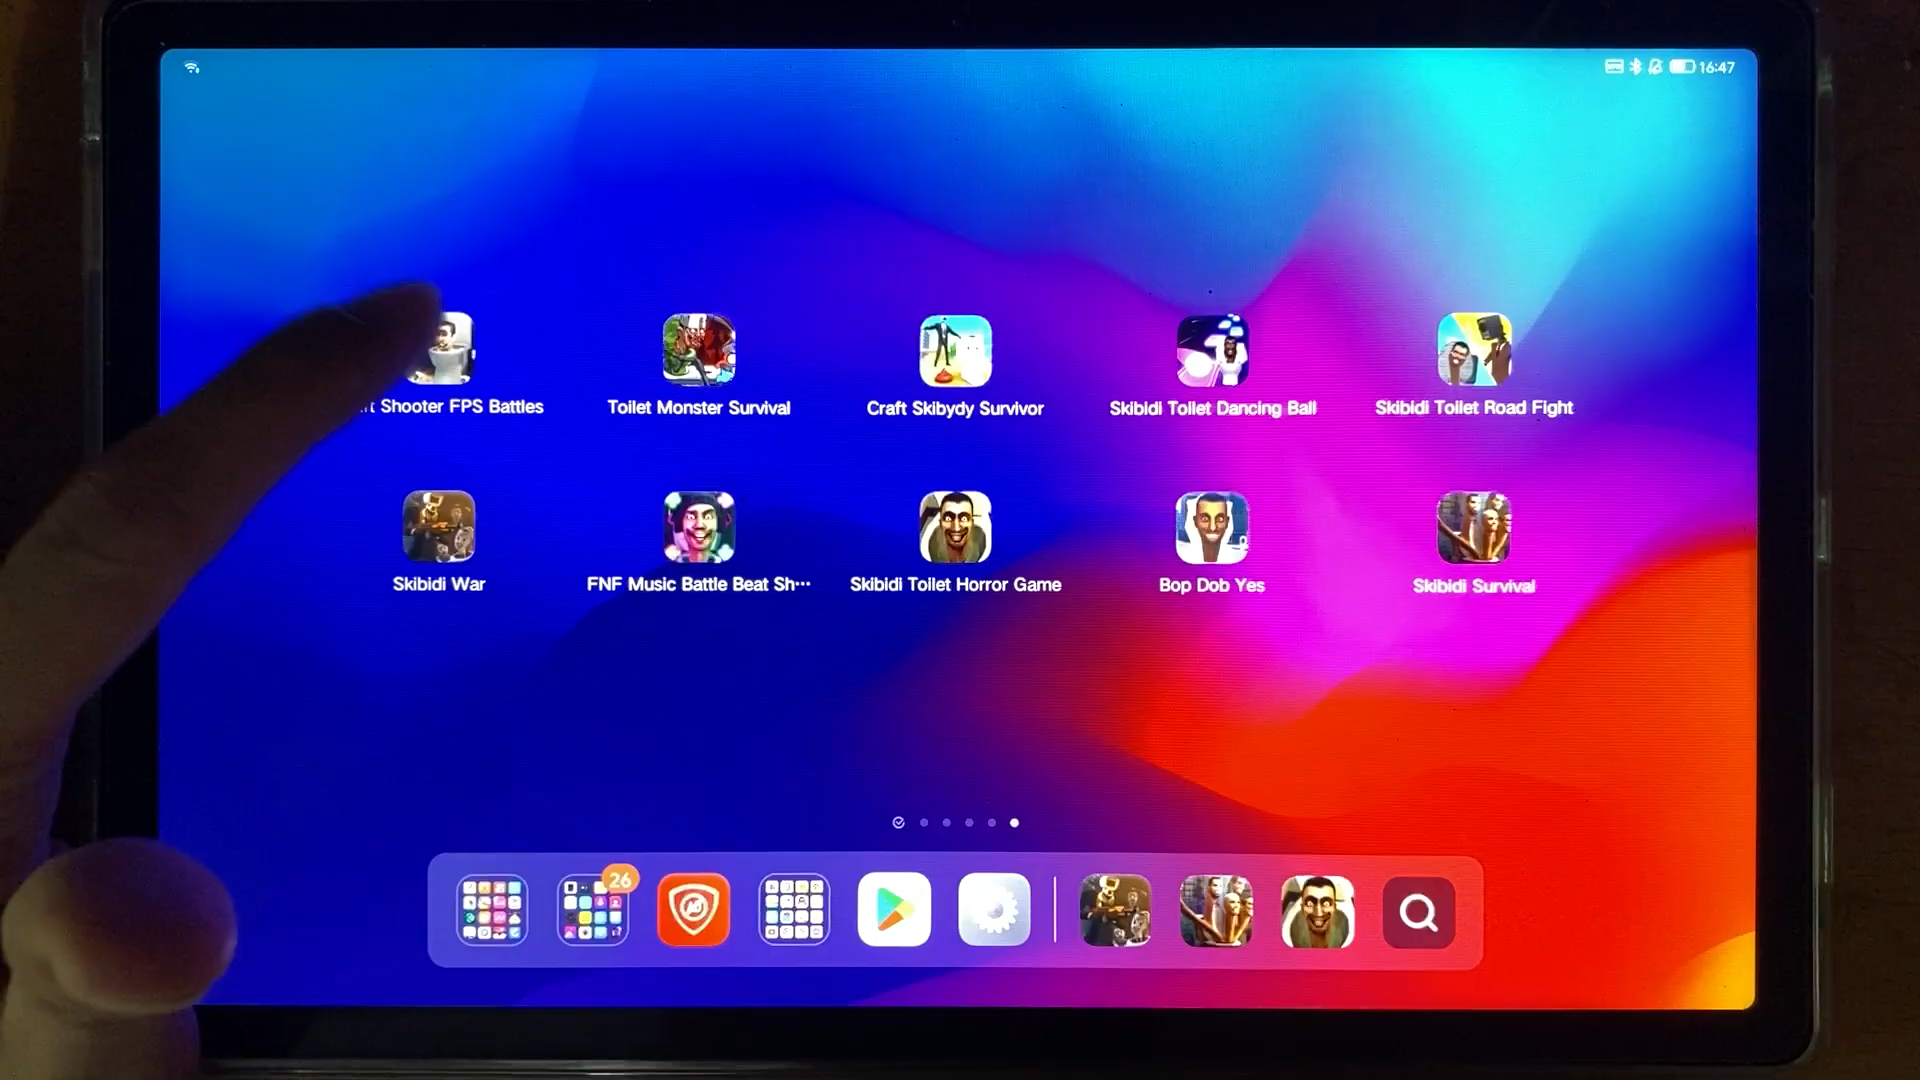 16:47
Shooter FPS Battles
Toilet Monster Survival
Craft Skibydy Survivor
Skibidi Toilet Dancing Ball
Skibidi Toilet Road Fight
Skibidi War
FNF Music Battle Beat Sh···
Skibidi Toilet Horror Game
Bop Dob Yes
Skibidi Survival
26